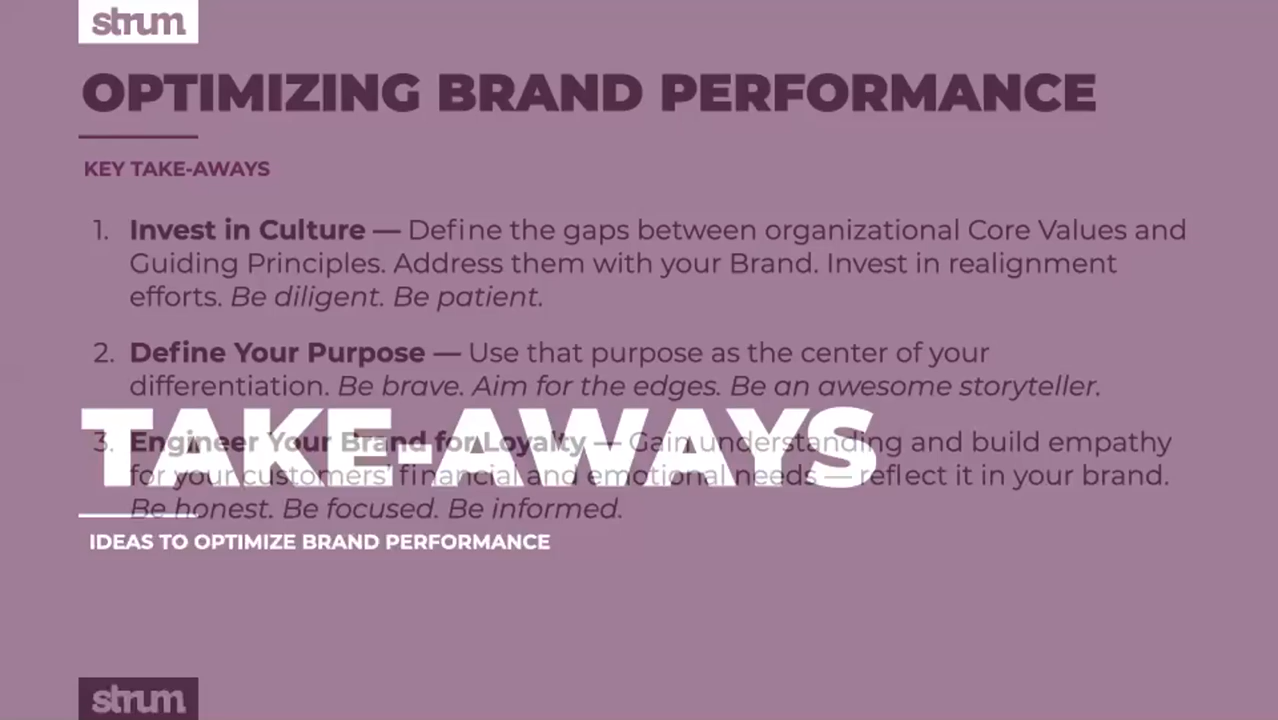 strum
OPTIMIZING BRAND PERFORMANCE
KEY TAKE-AWAYS
1. Invest in Culture — Define the gaps between organizational Core Values and
Guiding Principles. Address them with your Brand. Invest in realignment
efforts. Be diligent. Be patient.
2. Define Your Purpose — Use that purpose as the center of your
differentiation. Be brave. Aim for the edges. Be an awesome storyteller.
TAKE-AWAYS
3. Engineer Your Brand for Loyalty — Gain understanding and build empathy
for your customers' financial and emotional needs — reflect it in your brand.
Be honest. Be focused. Be informed.
IDEAS TO OPTIMIZE BRAND PERFORMANCE
strum